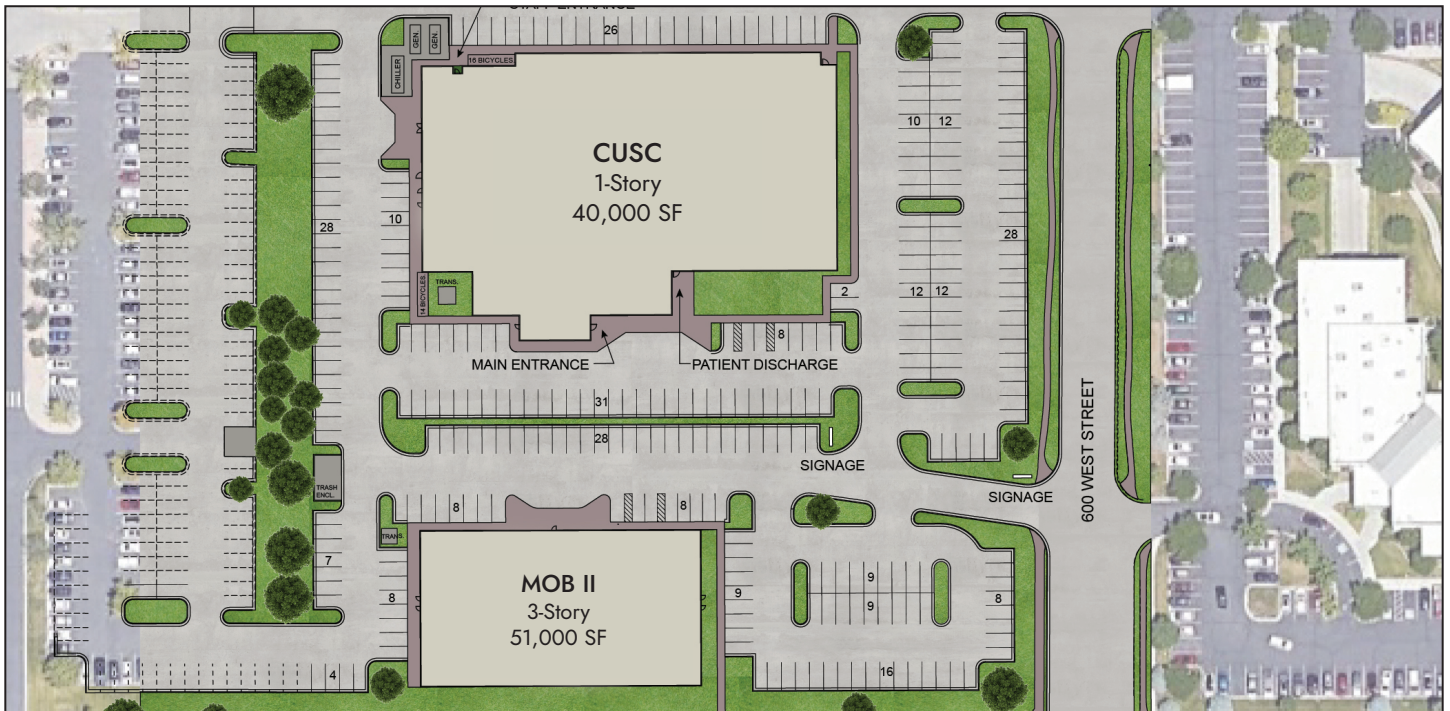 STAFF ENTRANCE
26
GEN.
GEN.
CHILLER
16 BICYCLES
CUSC
1-Story
40,000 SF
10
12
28
10
28
TRANS.
14 BICYCLES
2
12
12
8
MAIN ENTRANCE
PATIENT DISCHARGE
31
28
SIGNAGE
SIGNAGE
600 WEST STREET
TRASH
ENCL.
8
8
TRANS.
MOB II
3-Story
51,000 SF
7
8
9
9
9
8
4
16